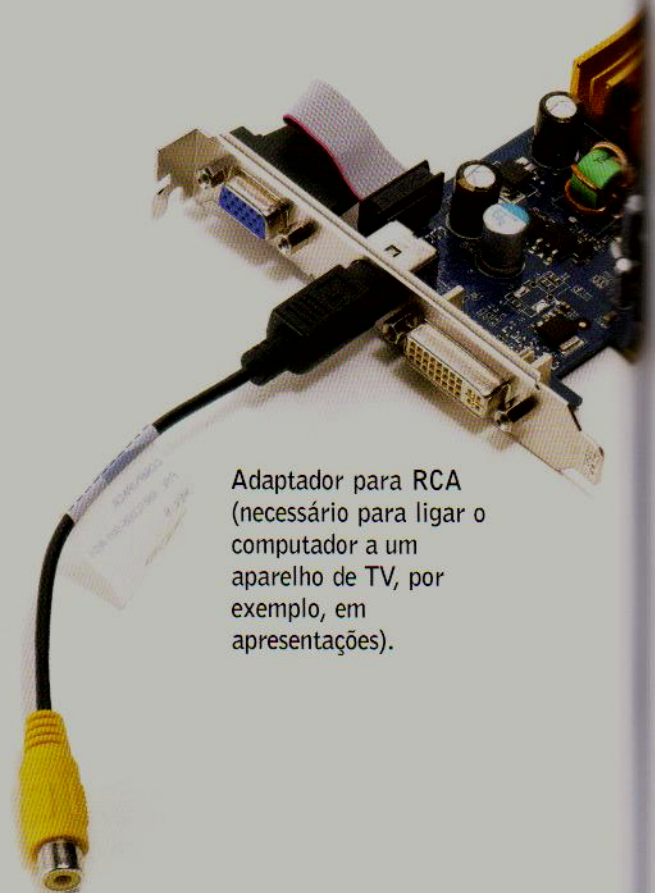 Adaptador para RCA
(necessário para ligar o
computador a um
aparelho de TV, por
exemplo, em
apresentações).